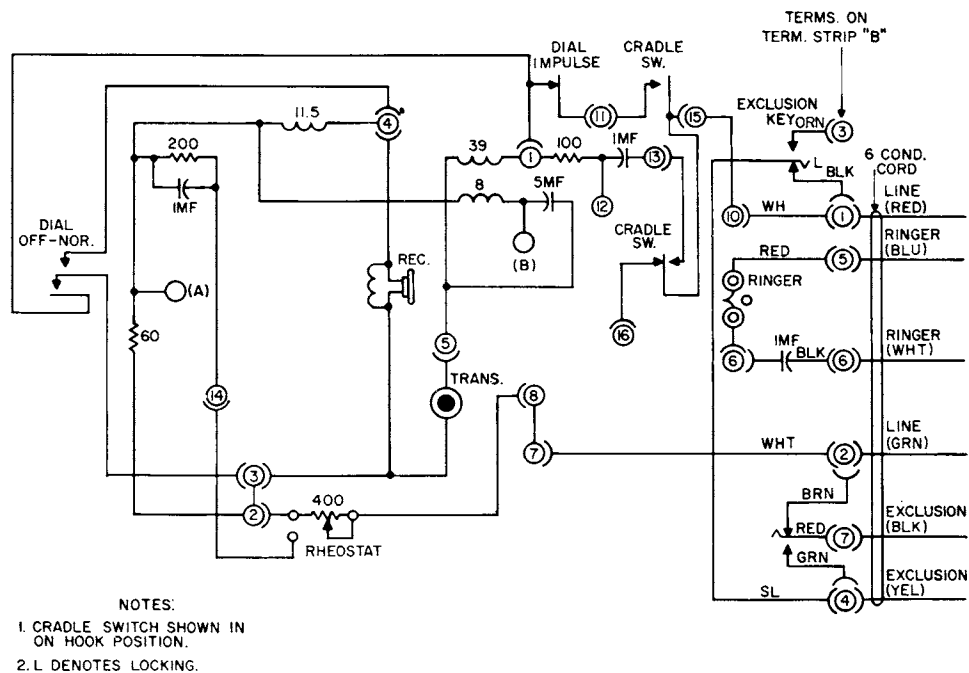 TERMS. ON
TERM. STRIP "B"
DIAL
IMPULSE
CRADLE
SW.
EXCLUSION
KEY
ORN
3
6 COND.
CORD
11.5
4*
11
15
L
BLK
39
1
100
1MF
13
200
1MF
8
5MF
12
10
WH
1
LINE
(RED)
DIAL
OFF-NOR.
(B)
CRADLE
SW.
RED
5
RINGER
(BLU)
REC.
RINGER
(A)
60
5
16
6
1MF
BLK
6
RINGER
(WHT)
14
TRANS.
8
7
WHT
2
LINE
(GRN)
3
400
2
RHEOSTAT
BRN
RED
7
EXCLUSION
(BLK)
GRN
SL
4
EXCLUSION
(YEL)
NOTES:
1. CRADLE SWITCH SHOWN IN
ON HOOK POSITION.
2. L DENOTES LOCKING.